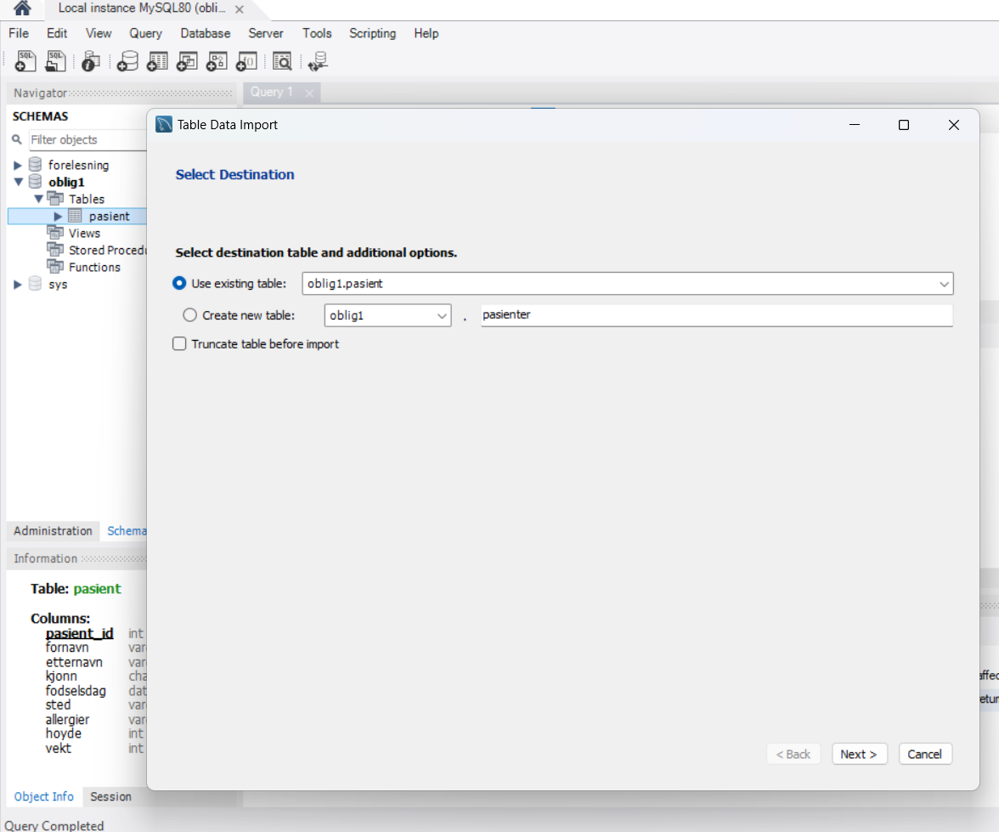 Local instance MySQL80 (obli...
File Edit View Query Database Server Tools Scripting Help
SQL SQL
Navigator
Query 1
SCHEMAS
Filter objects
forelesning
oblig1
Tables
pasient
Views
Stored Procedu
Functions
sys
Table Data Import
Select Destination
Select destination table and additional options.
Use existing table: oblig1.pasient
Create new table: oblig1 . pasienter
Truncate table before import
< Back Next > Cancel
Administration Schema
Information
Table: pasient
Columns:
pasient_id int
fornavn var
etternavn var
kjonn cha
fodselsdag dat
sted var
allergier var
hoyde int
vekt int
affec
etur
Object Info Session
Query Completed